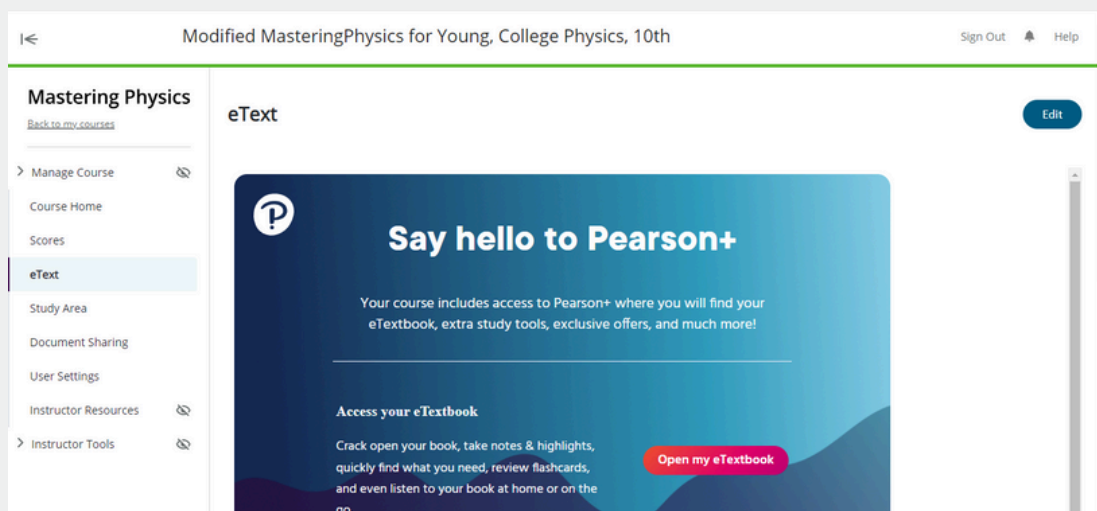 Modified MasteringPhysics for Young, College Physics, 10th
Sign Out
Help
Mastering Physics
Back to my courses
Manage Course
Course Home
Scores
eText
Study Area
Document Sharing
User Settings
Instructor Resources
Instructor Tools
eText
Edit
P
Say hello to Pearson+
Your course includes access to Pearson+ where you will find your
eTextbook, extra study tools, exclusive offers, and much more!
Access your eTextbook
Crack open your book, take notes & highlights,
quickly find what you need, review flashcards,
and even listen to your book at home or on the
go
Open my eTextbook